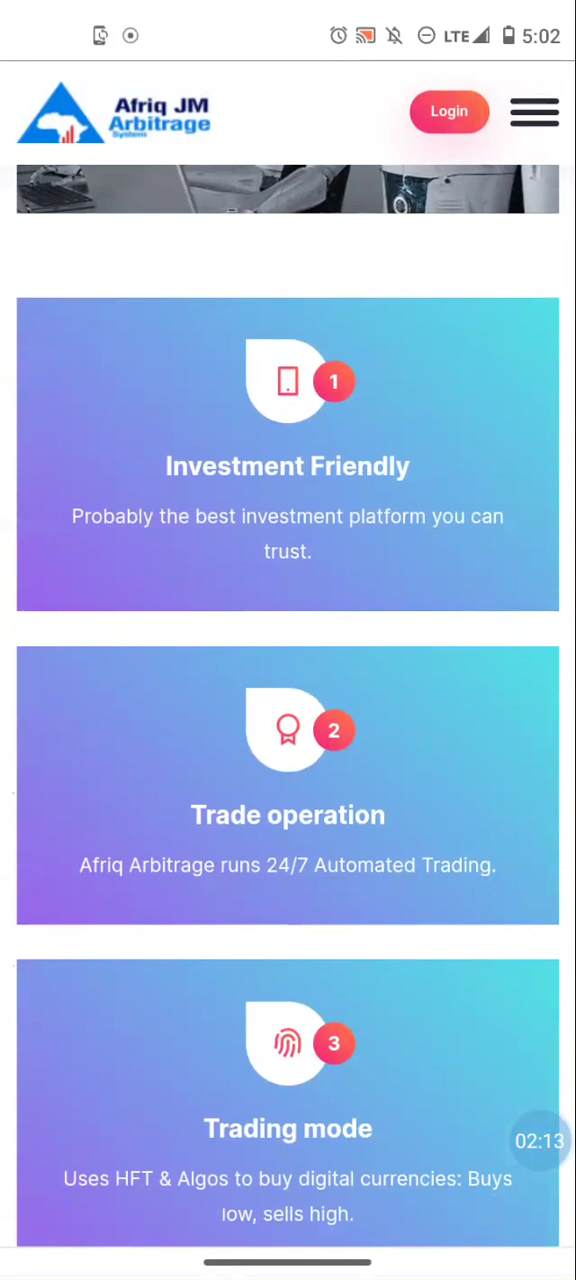 LTE 5:02
Afriq JM
Arbitrage
System
Login
1
Investment Friendly
Probably the best investment platform you can
trust.
2
Trade operation
Afriq Arbitrage runs 24/7 Automated Trading.
3
Trading mode
02:13
Uses HFT & Algos to buy digital currencies: Buys
low, sells high.